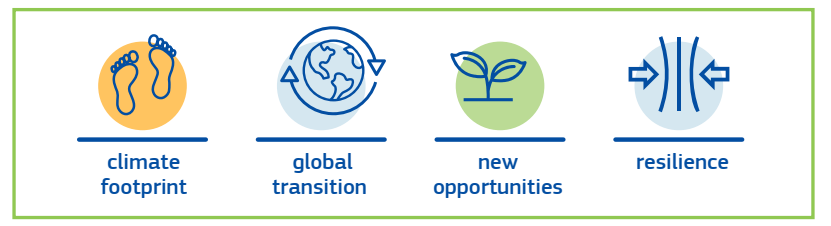 climate
footprint
global
transition
new
opportunities
resilience